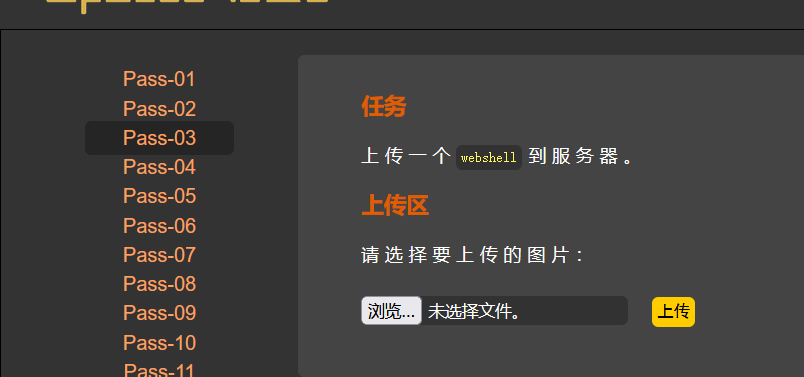 Pass-01
Pass-02
Pass-03
Pass-04
Pass-05
Pass-06
Pass-07
Pass-08
Pass-09
Pass-10
Pass-11
任务
上传一个 webshell 到服务器。
上传区
请选择要上传的图片：
浏览... 未选择文件。 上传